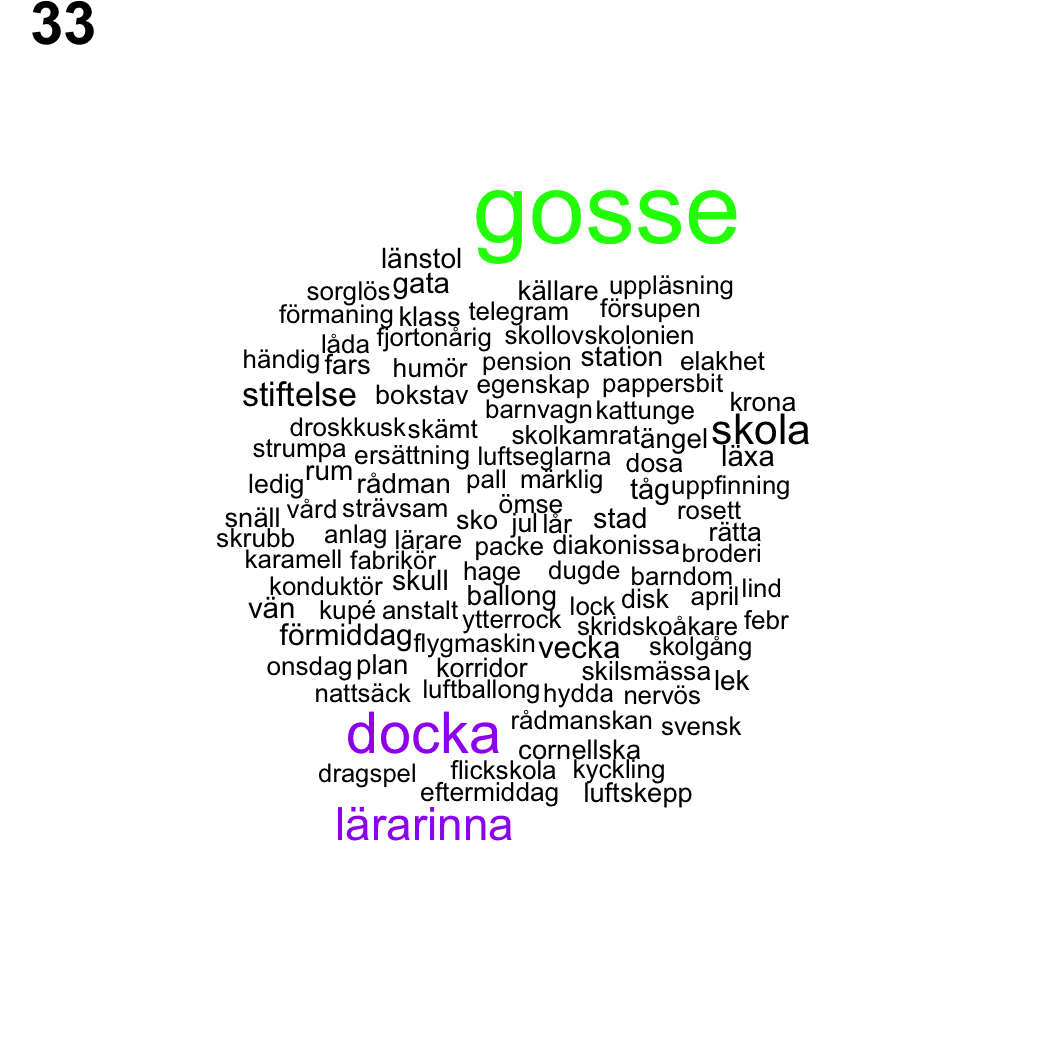 33
gosse
länstol
sorglös gata källare uppläsning
förmaning klass telegram försupen
låda fjortonårig skollovskolonien
händig fars humör pension station elakhet
stiftelse bokstav egenskap pappersbit
barnvagn kattunge krona
droskkusk skämt skolkamrat ängel skola
strumpa ersättning luftseglarna dosa läxa
ledig rum rådman pall märklig tåg uppfinning
snäll vård strävsam sko ömse jul lår stad rosett
skrubb anlag lärare packe diakonissa rätta
karamell fabrikör hage dugde broderi
konduktör skull ballong barndom lind
vän kupé anstalt ytterrock lock disk april
förmiddag flygmaskin vecka skridskoåkare febr
onsdag plan korridor skilsmässa skolgång
nattsäck luftballong hydda nervös lek
docka rådmanskan svensk
cornellska
dragspel flickskola kyckling
eftermiddag luftskepp
lärarinna